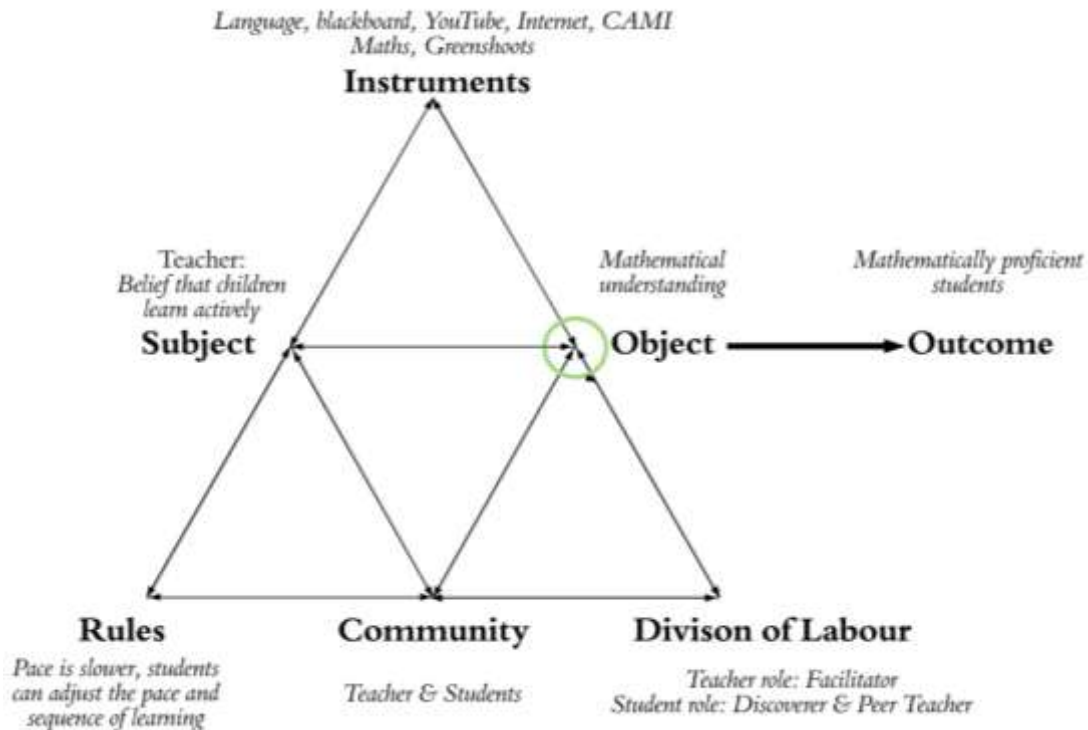 Language, blackboard, YouTube, Internet, CAMI
Maths, Greenshoots
Instruments
Teacher:
Belief that children
learn actively
Subject
Mathematical
understanding
Object
Mathematically proficient
students
Outcome
Rules
Pace is slower, students
can adjust the pace and
sequence of learning
Community
Teacher & Students
Divison of Labour
Teacher role: Facilitator
Student role: Discoverer & Peer Teacher